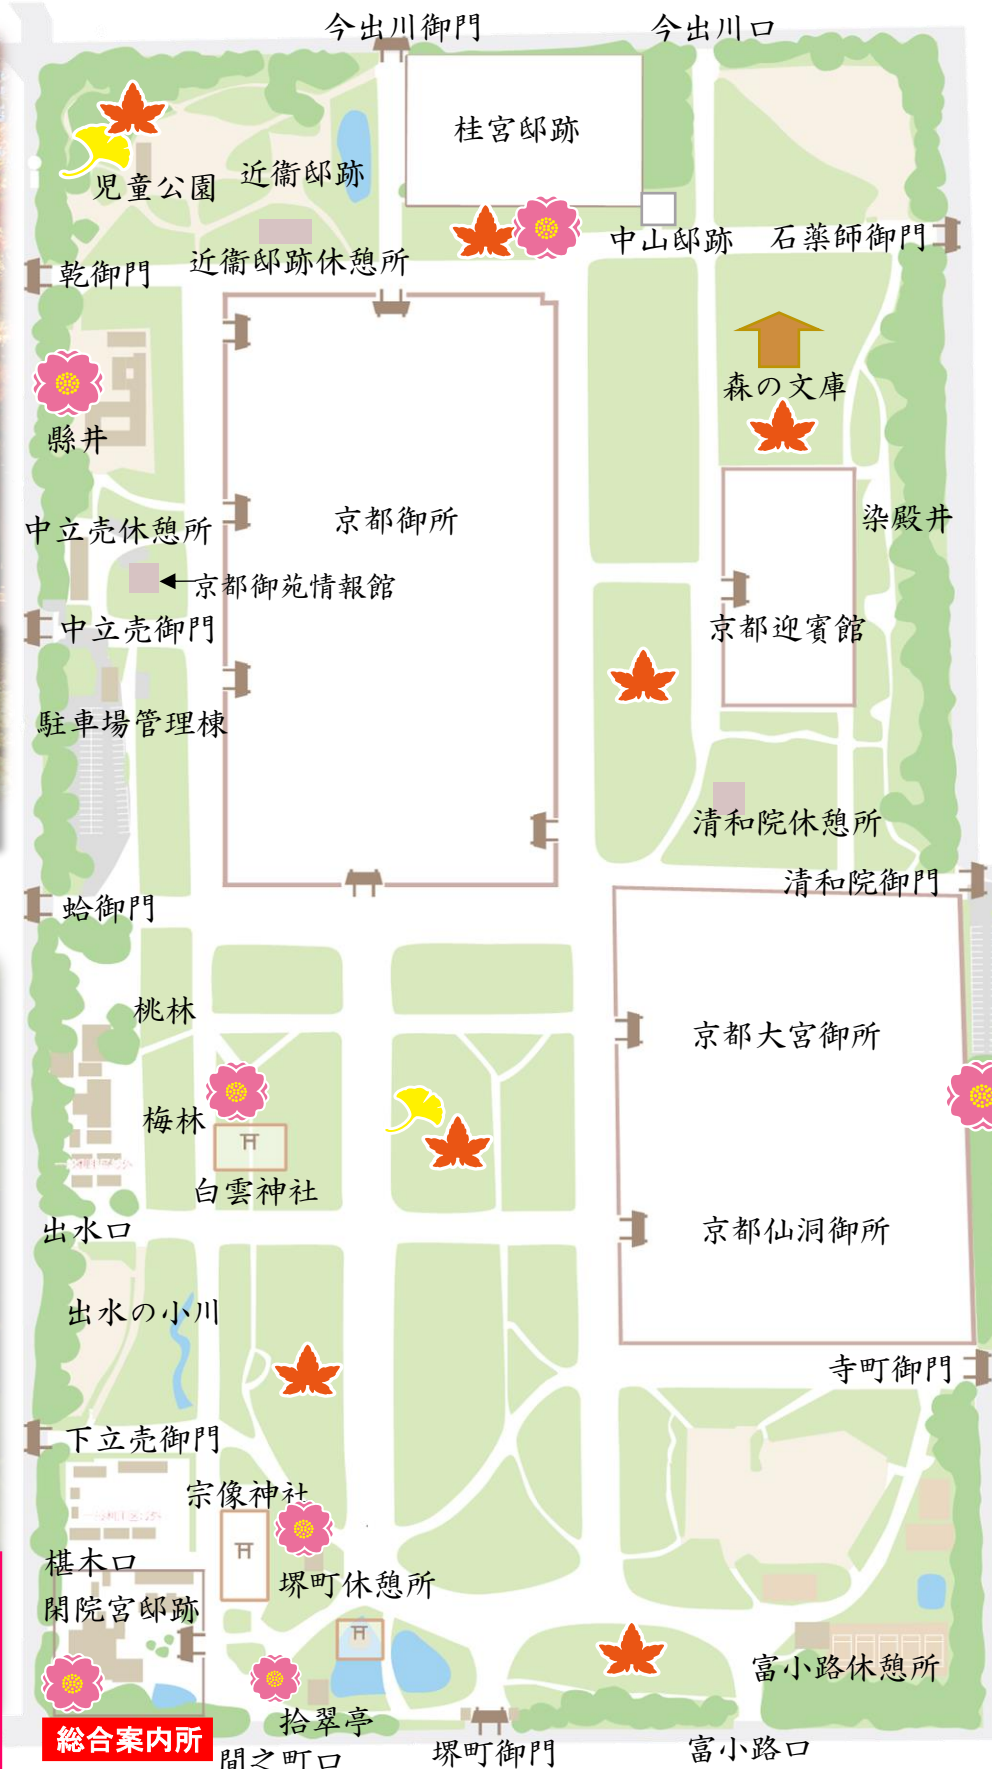 今出川御門
今出川口
桂宮邸跡
児童公園
近衞邸跡
中山邸跡
石薬師御門
近衞邸跡休憩所
乾御門
森の文庫
縣井
京都御所
染殿井
中立売休憩所
京都御苑情報館
中立売御門
京都迎賓館
駐車場管理棟
清和院休憩所
清和院御門
蛤御門
桃林
京都大宮御所
梅林
白雲神社
出水口
京都仙洞御所
出水の小川
寺町御門
下立売御門
宗像神社
椹木口
堺町休憩所
閑院宮邸跡
富小路休憩所
拾翠亭
総合案内所
間之町口
堺町御門
富小路口